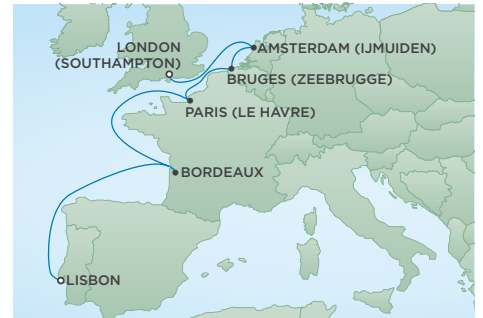 LONDON
(SOUTHAMPTON)
AMSTERDAM (IJMUIDEN)
BRUGES (ZEEBRUGGE)
PARIS (LE HAVRE)
BORDEAUX
LISBON